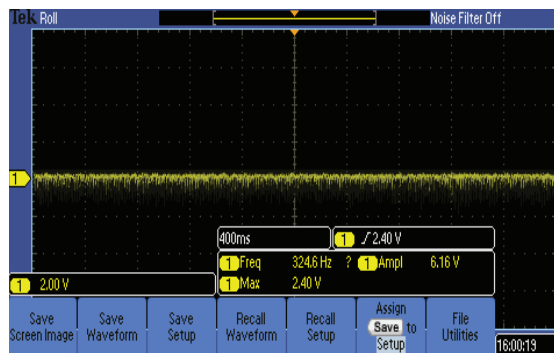 Tek Roll Noise Filter Off
1
400ms 1 ƒ 2.40 V
1 Freq 324.6 Hz ? 1 Ampl 6.16 V
1 Max 2.40 V
1 2.00 V
Save Screen Image
Save Waveform
Save Setup
Recall Waveform
Recall Setup
Assign Save to Setup
File Utilities
16:00:19